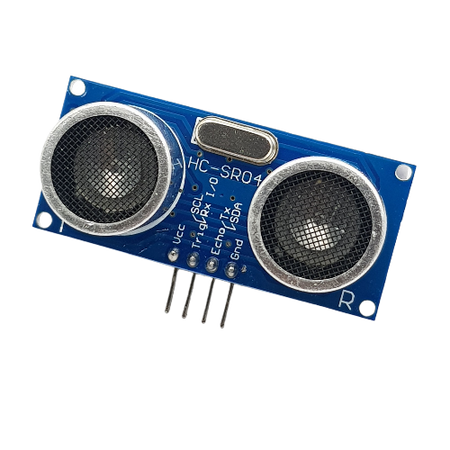 HC-SR04
I/O
Vcc
Trig/Rx/SCL
Echo/Tx/SDA
Gnd
R